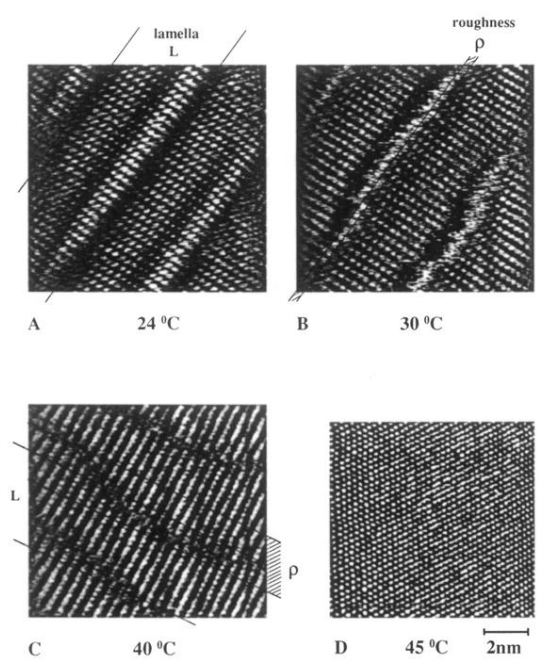 lamella
L
roughness
ρ
A 24 ⁰C
B 30 ⁰C
L
ρ
C 40 ⁰C
D 45 ⁰C
2nm